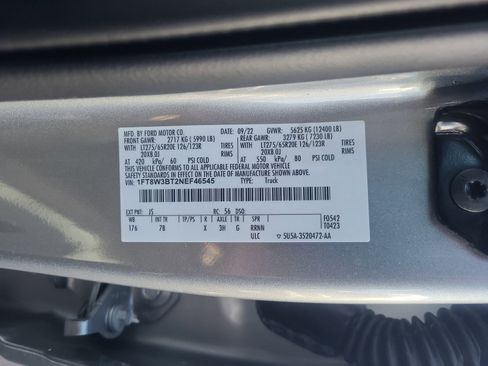 MFD. BY FORD MOTOR CO. 09/22 GVWR: 5625 KG (12400 LB)
FRONT GAWR: 2717 KG (5990 LB) REAR GAWR: 3279 KG (7230 LB)
WITH WITH
LT275/65R20E 126/123R TIRES LT275/65R20E 126/123R TIRES
20X8.0J RIMS 20X8.0J RIMS
AT 420 kPa/ 60 PSI COLD AT 550 kPa/ 80 PSI COLD
THIS VEHICLE CONFORMS TO ALL APPLICABLE FEDERAL MOTOR VEHICLE
SAFETY STANDARDS IN EFFECT ON THE DATE OF MANUFACTURE SHOWN ABOVE.
VIN: 1FT8W3BT2NEF46545 TYPE: Truck
EXT PNT: JS RC: 56 DSO: F0542
WB INT TR TP/PS R AXLE TR SPR T0423
176 7B X 3H G RRNN
ULC 5U5A-3520472-AA